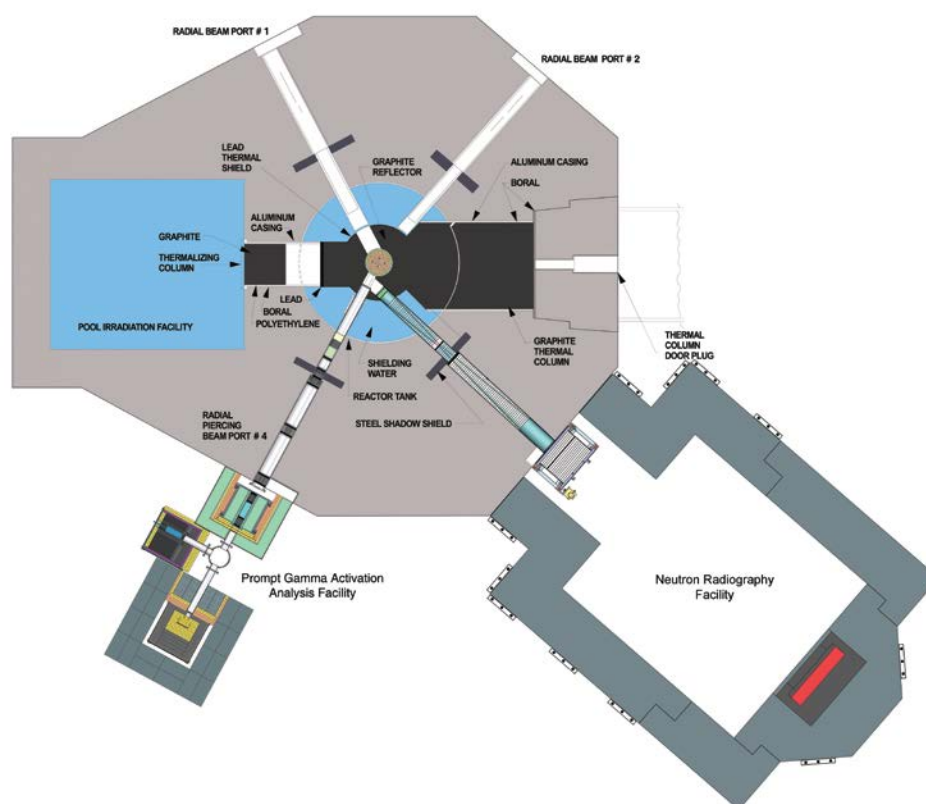 RADIAL BEAM PORT # 1
RADIAL BEAM PORT # 2
LEAD
THERMAL
SHIELD
GRAPHITE
REFLECTOR
ALUMINUM CASING
BORAL
ALUMINUM
CASING
GRAPHITE
THERMALIZING
COLUMN
LEAD
BORAL
POLYETHYLENE
POOL IRRADIATION FACILITY
SHIELDING
WATER
REACTOR TANK
STEEL SHADOW SHIELD
GRAPHITE
THERMAL
COLUMN
THERMAL
COLUMN
DOOR PLUG
RADIAL
PIERCING
BEAM PORT # 4
Prompt Gamma Activation
Analysis Facility
Neutron Radiography
Facility